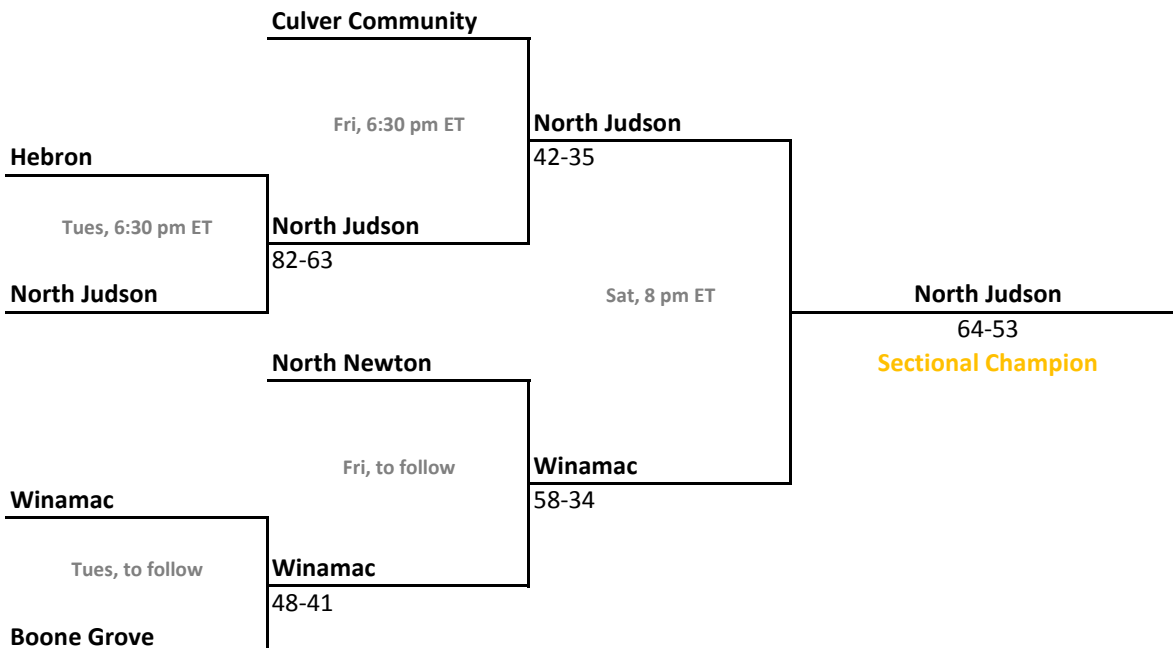 Culver Community
Fri, 6:30 pm ET
North Judson
Hebron
42-35
Tues, 6:30 pm ET
North Judson
82-63
North Judson
Sat, 8 pm ET
North Judson
64-53
North Newton
Sectional Champion
Fri, to follow
Winamac
Winamac
58-34
Tues, to follow
Winamac
48-41
Boone Grove